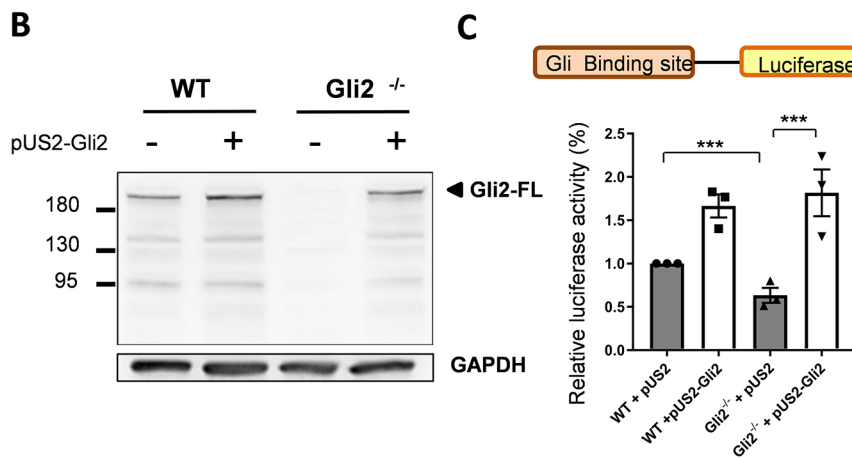 B
WT
Gli2 -/-
pUS2-Gli2
- + - +
180
130
95
Gli2-FL
GAPDH
C
Gli Binding site
Luciferase
Relative luciferase activity (%)
2.5
2.0
1.5
1.0
0.5
0.0
***
***
WT + pUS2
WT +pUS2-Gli2
Gli2-/- + pUS2
Gli2-/- + pUS2-Gli2